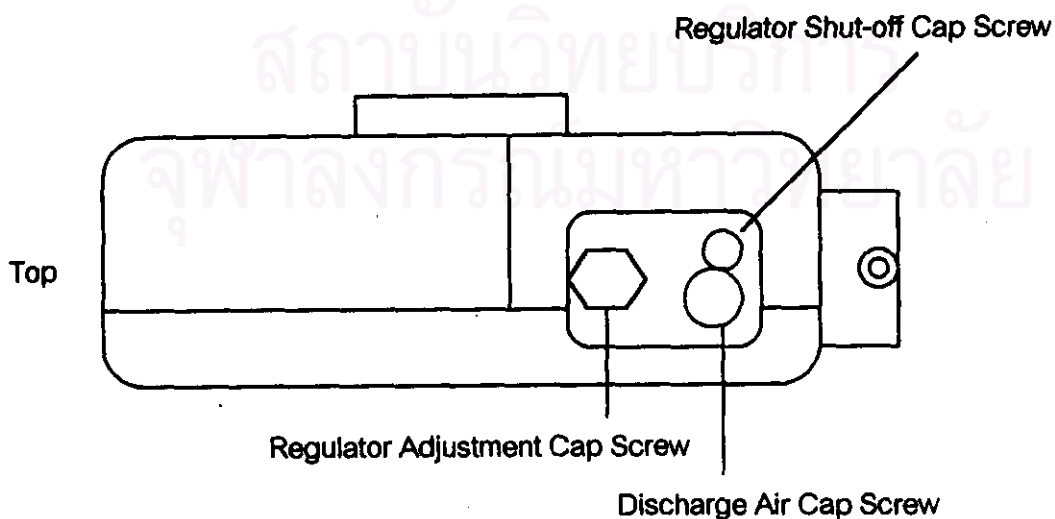 Regulator Shut-off Cap Screw
สถาบันวิทยบริการ
จุฬาลงกรณ์มหาวิทยาลัย
Top
Regulator Adjustment Cap Screw
Discharge Air Cap Screw